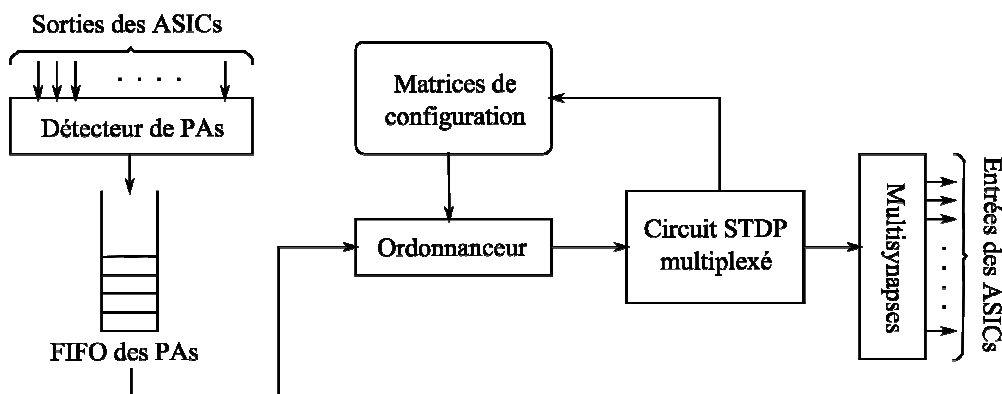 Sorties des ASICs
Détecteur de PAs
FIFO des PAs
Matrices de
configuration
Ordonnanceur
Circuit STDP
multiplexé
Multisynapses
Entrées des ASICs